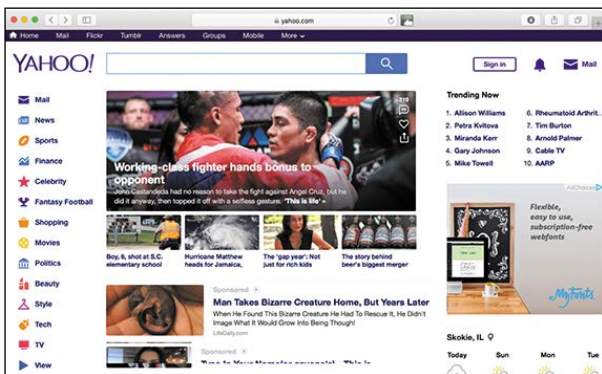 yahoo.com
Home Mail Flickr Tumblr Answers Groups Mobile More
YAHOO!
Sign in
Mail
Mail
News
Sports
Finance
Celebrity
Fantasy Football
Shopping
Movies
Politics
Beauty
Style
Tech
TV
View
319
Working-class fighter hands bonus to
opponent
John Castandeda had no reason to take the fight against Angel Cruz, but he
did it anyway, then topped it off with a selfless gesture. 'This is life' »
Boy, 6, shot at S.C.
elementary school
Hurricane Matthew
heads for Jamaica,
The 'gap year': Not
just for rich kids
The story behind
beer's biggest merger
Sponsored
Man Takes Bizarre Creature Home, But Years Later
When He Found This Bizarre Creature He Had To Rescue It, He Didn't
Image What It Would Grow Into Being Though!
LifeDaily.com
Sponsored
Trending Now
1. Allison Williams
2. Petra Kvitova
3. Miranda Kerr
4. Gary Johnson
5. Mike Towell
6. Rheumatoid Arthrit...
7. Tim Burton
8. Arnold Palmer
9. Cable TV
10. AARP
AdChoices
Flexible,
easy to use,
subscription-free
webfonts
Myfonts
Skokie, IL
Today Sun Mon Tue